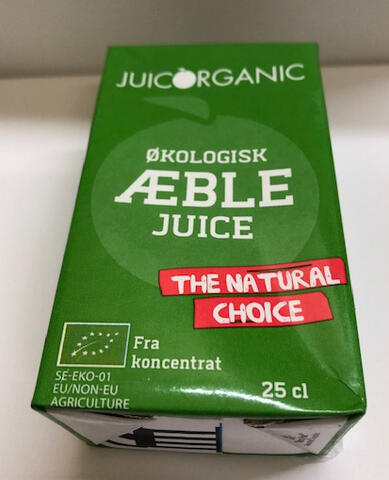 JUICORGANIC
ØKOLOGISK
ÆBLE
JUICE
THE NATURAL
CHOICE
Fra
koncentrat
SE-EKO-01
EU/NON-EU
AGRICULTURE
25 cl